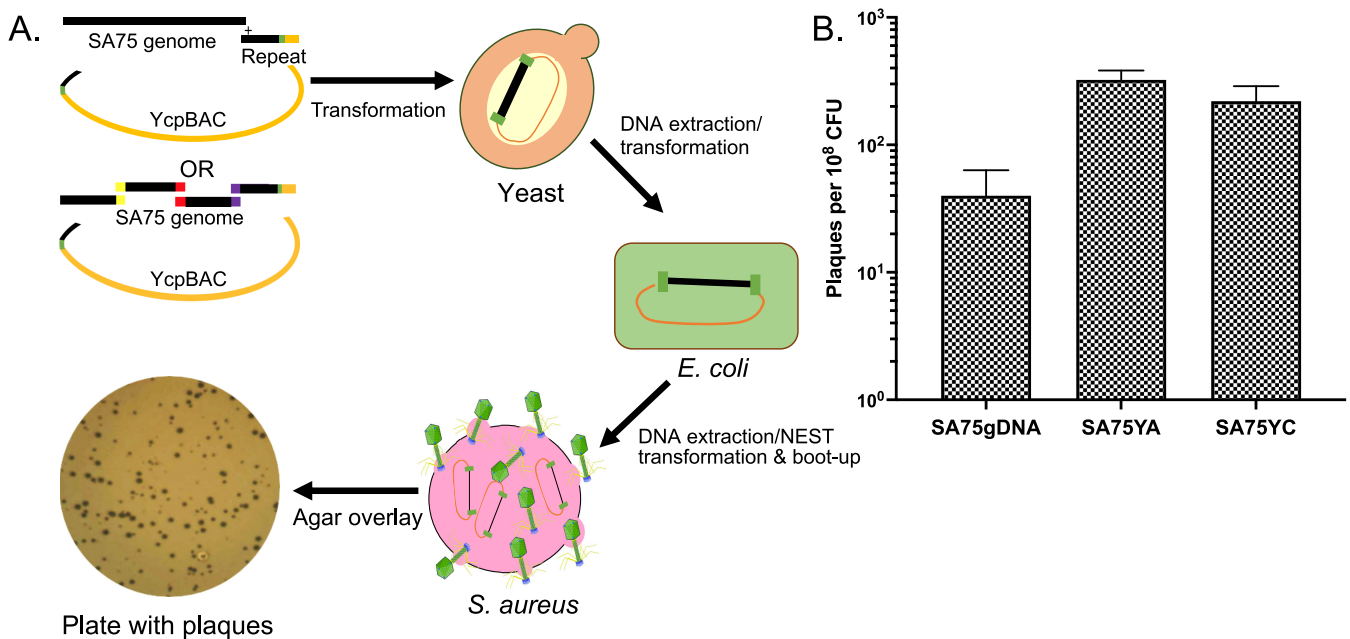 A.
SA75 genome
+
Repeat
YcpBAC
OR
SA75 genome
YcpBAC
Transformation
Yeast
DNA extraction/
transformation
E. coli
DNA extraction/NEST
transformation & boot-up
S. aureus
Agar overlay
Plate with plaques
B.
Plaques per 10⁸ CFU
10³
10²
10¹
10⁰
SA75gDNA
SA75YA
SA75YC